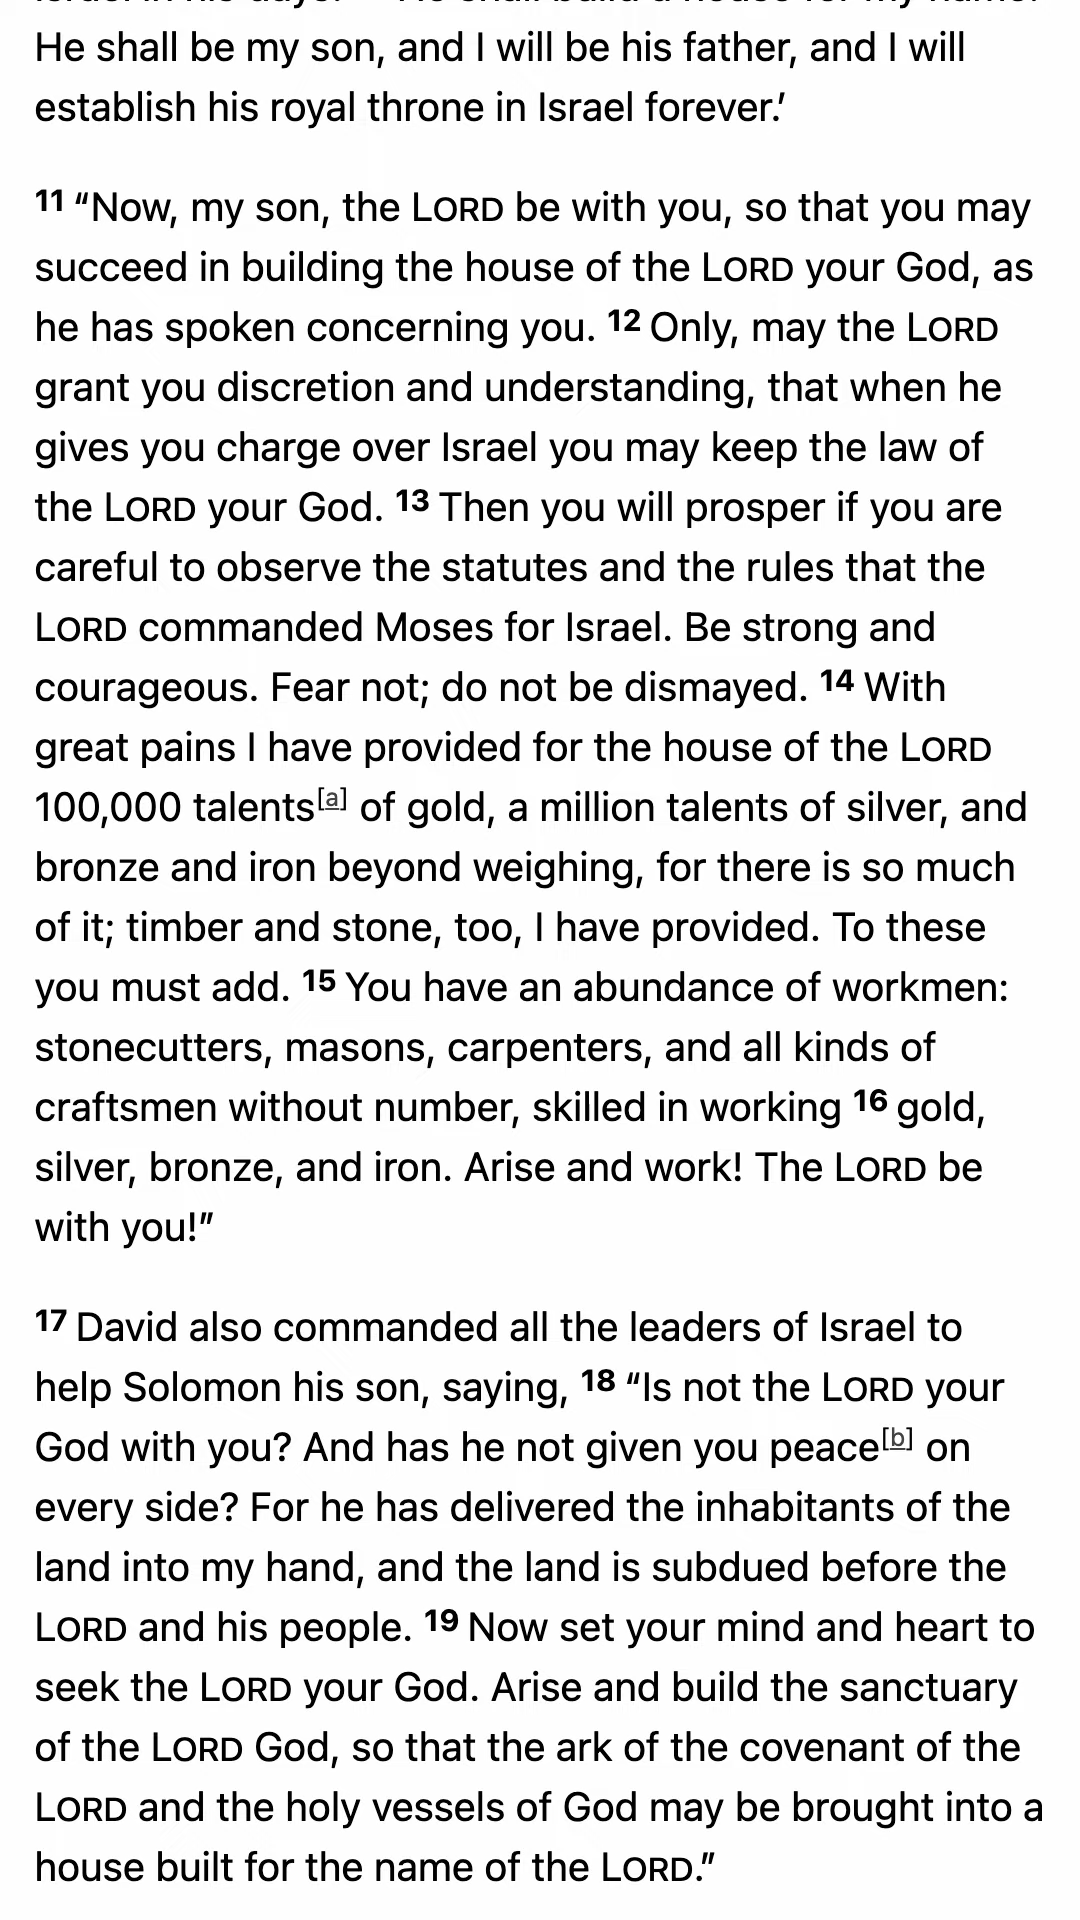 He shall be my son, and I will be his father, and I will
establish his royal throne in Israel forever.’
11 “Now, my son, the LORD be with you, so that you may
succeed in building the house of the LORD your God, as
he has spoken concerning you. 12 Only, may the LORD
grant you discretion and understanding, that when he
gives you charge over Israel you may keep the law of
the LORD your God. 13 Then you will prosper if you are
careful to observe the statutes and the rules that the
LORD commanded Moses for Israel. Be strong and
courageous. Fear not; do not be dismayed. 14 With
great pains I have provided for the house of the LORD
100,000 talents[a] of gold, a million talents of silver, and
bronze and iron beyond weighing, for there is so much
of it; timber and stone, too, I have provided. To these
you must add. 15 You have an abundance of workmen:
stonecutters, masons, carpenters, and all kinds of
craftsmen without number, skilled in working 16 gold,
silver, bronze, and iron. Arise and work! The LORD be
with you!”
17 David also commanded all the leaders of Israel to
help Solomon his son, saying, 18 “Is not the LORD your
God with you? And has he not given you peace[b] on
every side? For he has delivered the inhabitants of the
land into my hand, and the land is subdued before the
LORD and his people. 19 Now set your mind and heart to
seek the LORD your God. Arise and build the sanctuary
of the LORD God, so that the ark of the covenant of the
LORD and the holy vessels of God may be brought into a
house built for the name of the LORD.”